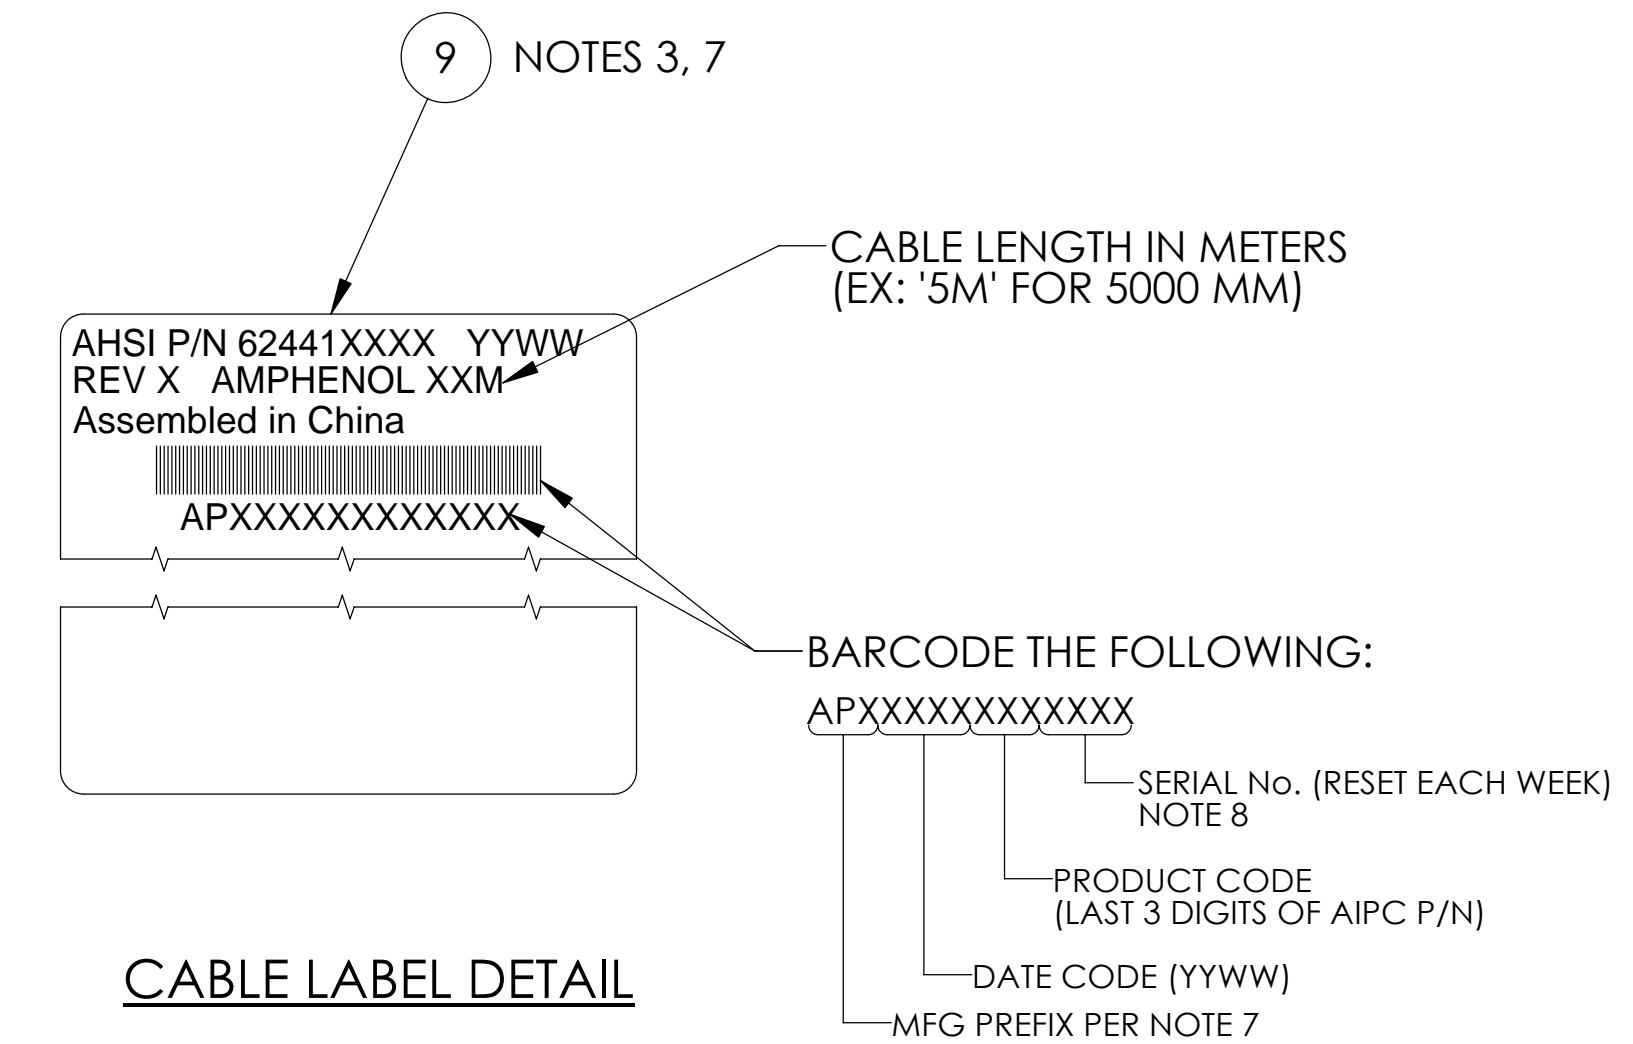 9 NOTES 3, 7
CABLE LENGTH IN METERS
(EX: '5M' FOR 5000 MM)
AHSI P/N 62441XXXX YYWW
REV X AMPHENOL XXM
Assembled in China
APXXXXXXXXXXXX
BARCODE THE FOLLOWING:
APXXXXXXXXXXXX
SERIAL No. (RESET EACH WEEK)
NOTE 8
PRODUCT CODE
(LAST 3 DIGITS OF AIPC P/N)
DATE CODE (YYWW)
MFG PREFIX PER NOTE 7
CABLE LABEL DETAIL